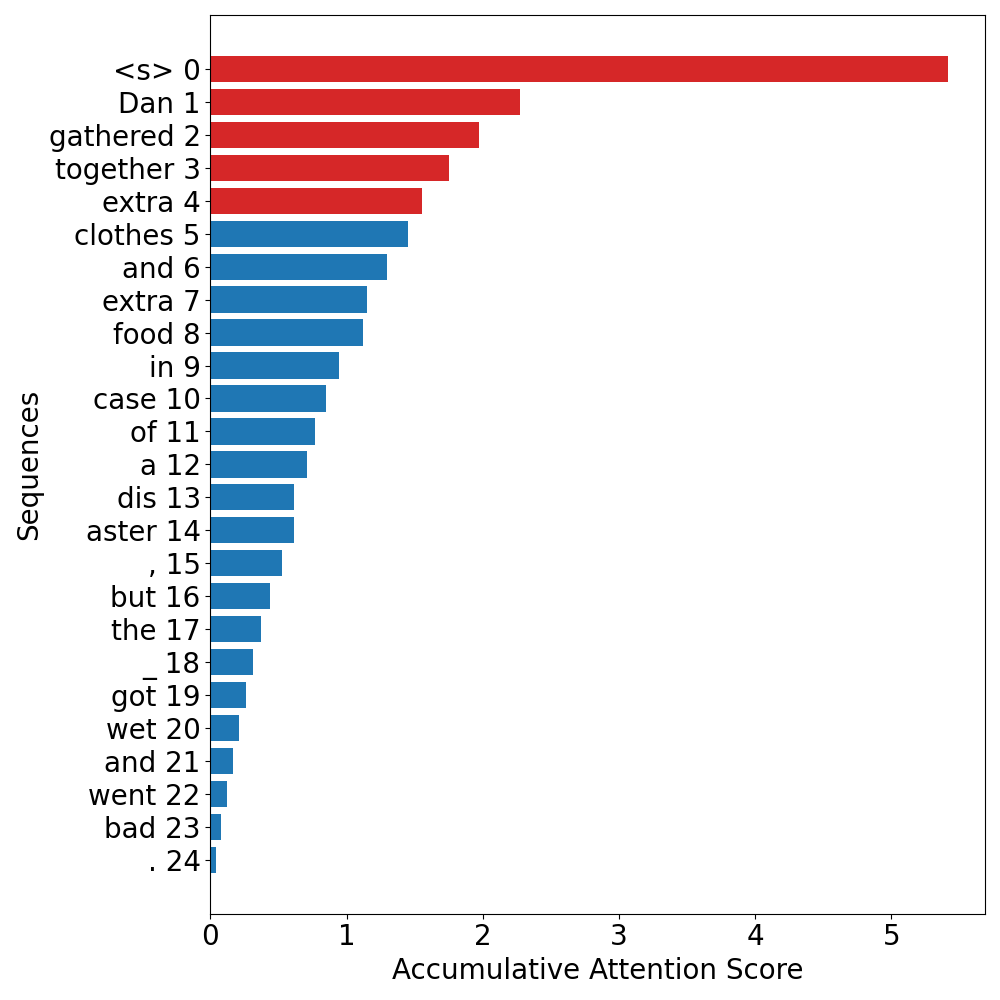 <s> 0
Dan 1
gathered 2
together 3
extra 4
clothes 5
and 6
extra 7
food 8
in 9
case 10
of 11
a 12
dis 13
aster 14
, 15
but 16
the 17
_ 18
got 19
wet 20
and 21
went 22
bad 23
. 24
Sequences
0 1 2 3 4 5
Accumulative Attention Score